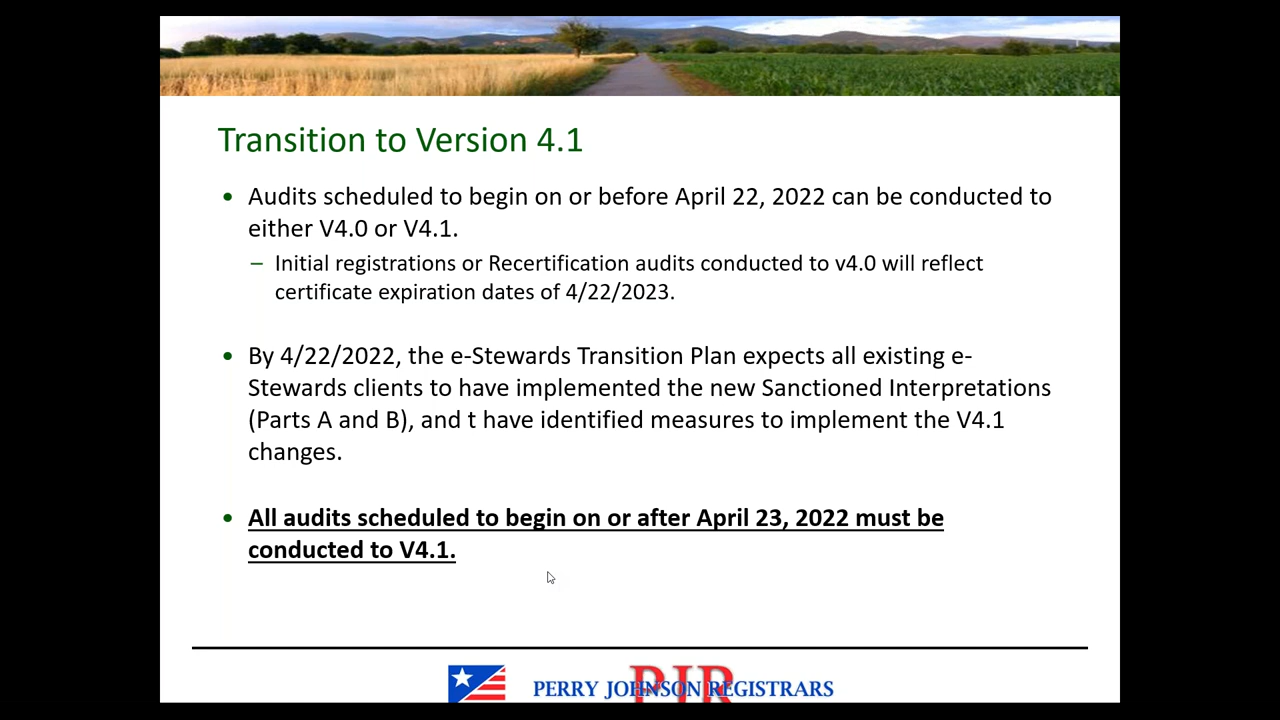 Transition to Version 4.1
• Audits scheduled to begin on or before April 22, 2022 can be conducted to
either V4.0 or V4.1.
– Initial registrations or Recertification audits conducted to v4.0 will reflect
certificate expiration dates of 4/22/2023.
• By 4/22/2022, the e-Stewards Transition Plan expects all existing e-
Stewards clients to have implemented the new Sanctioned Interpretations
(Parts A and B), and t have identified measures to implement the V4.1
changes.
• All audits scheduled to begin on or after April 23, 2022 must be
conducted to V4.1.
PJR
PERRY JOHNSON REGISTRARS